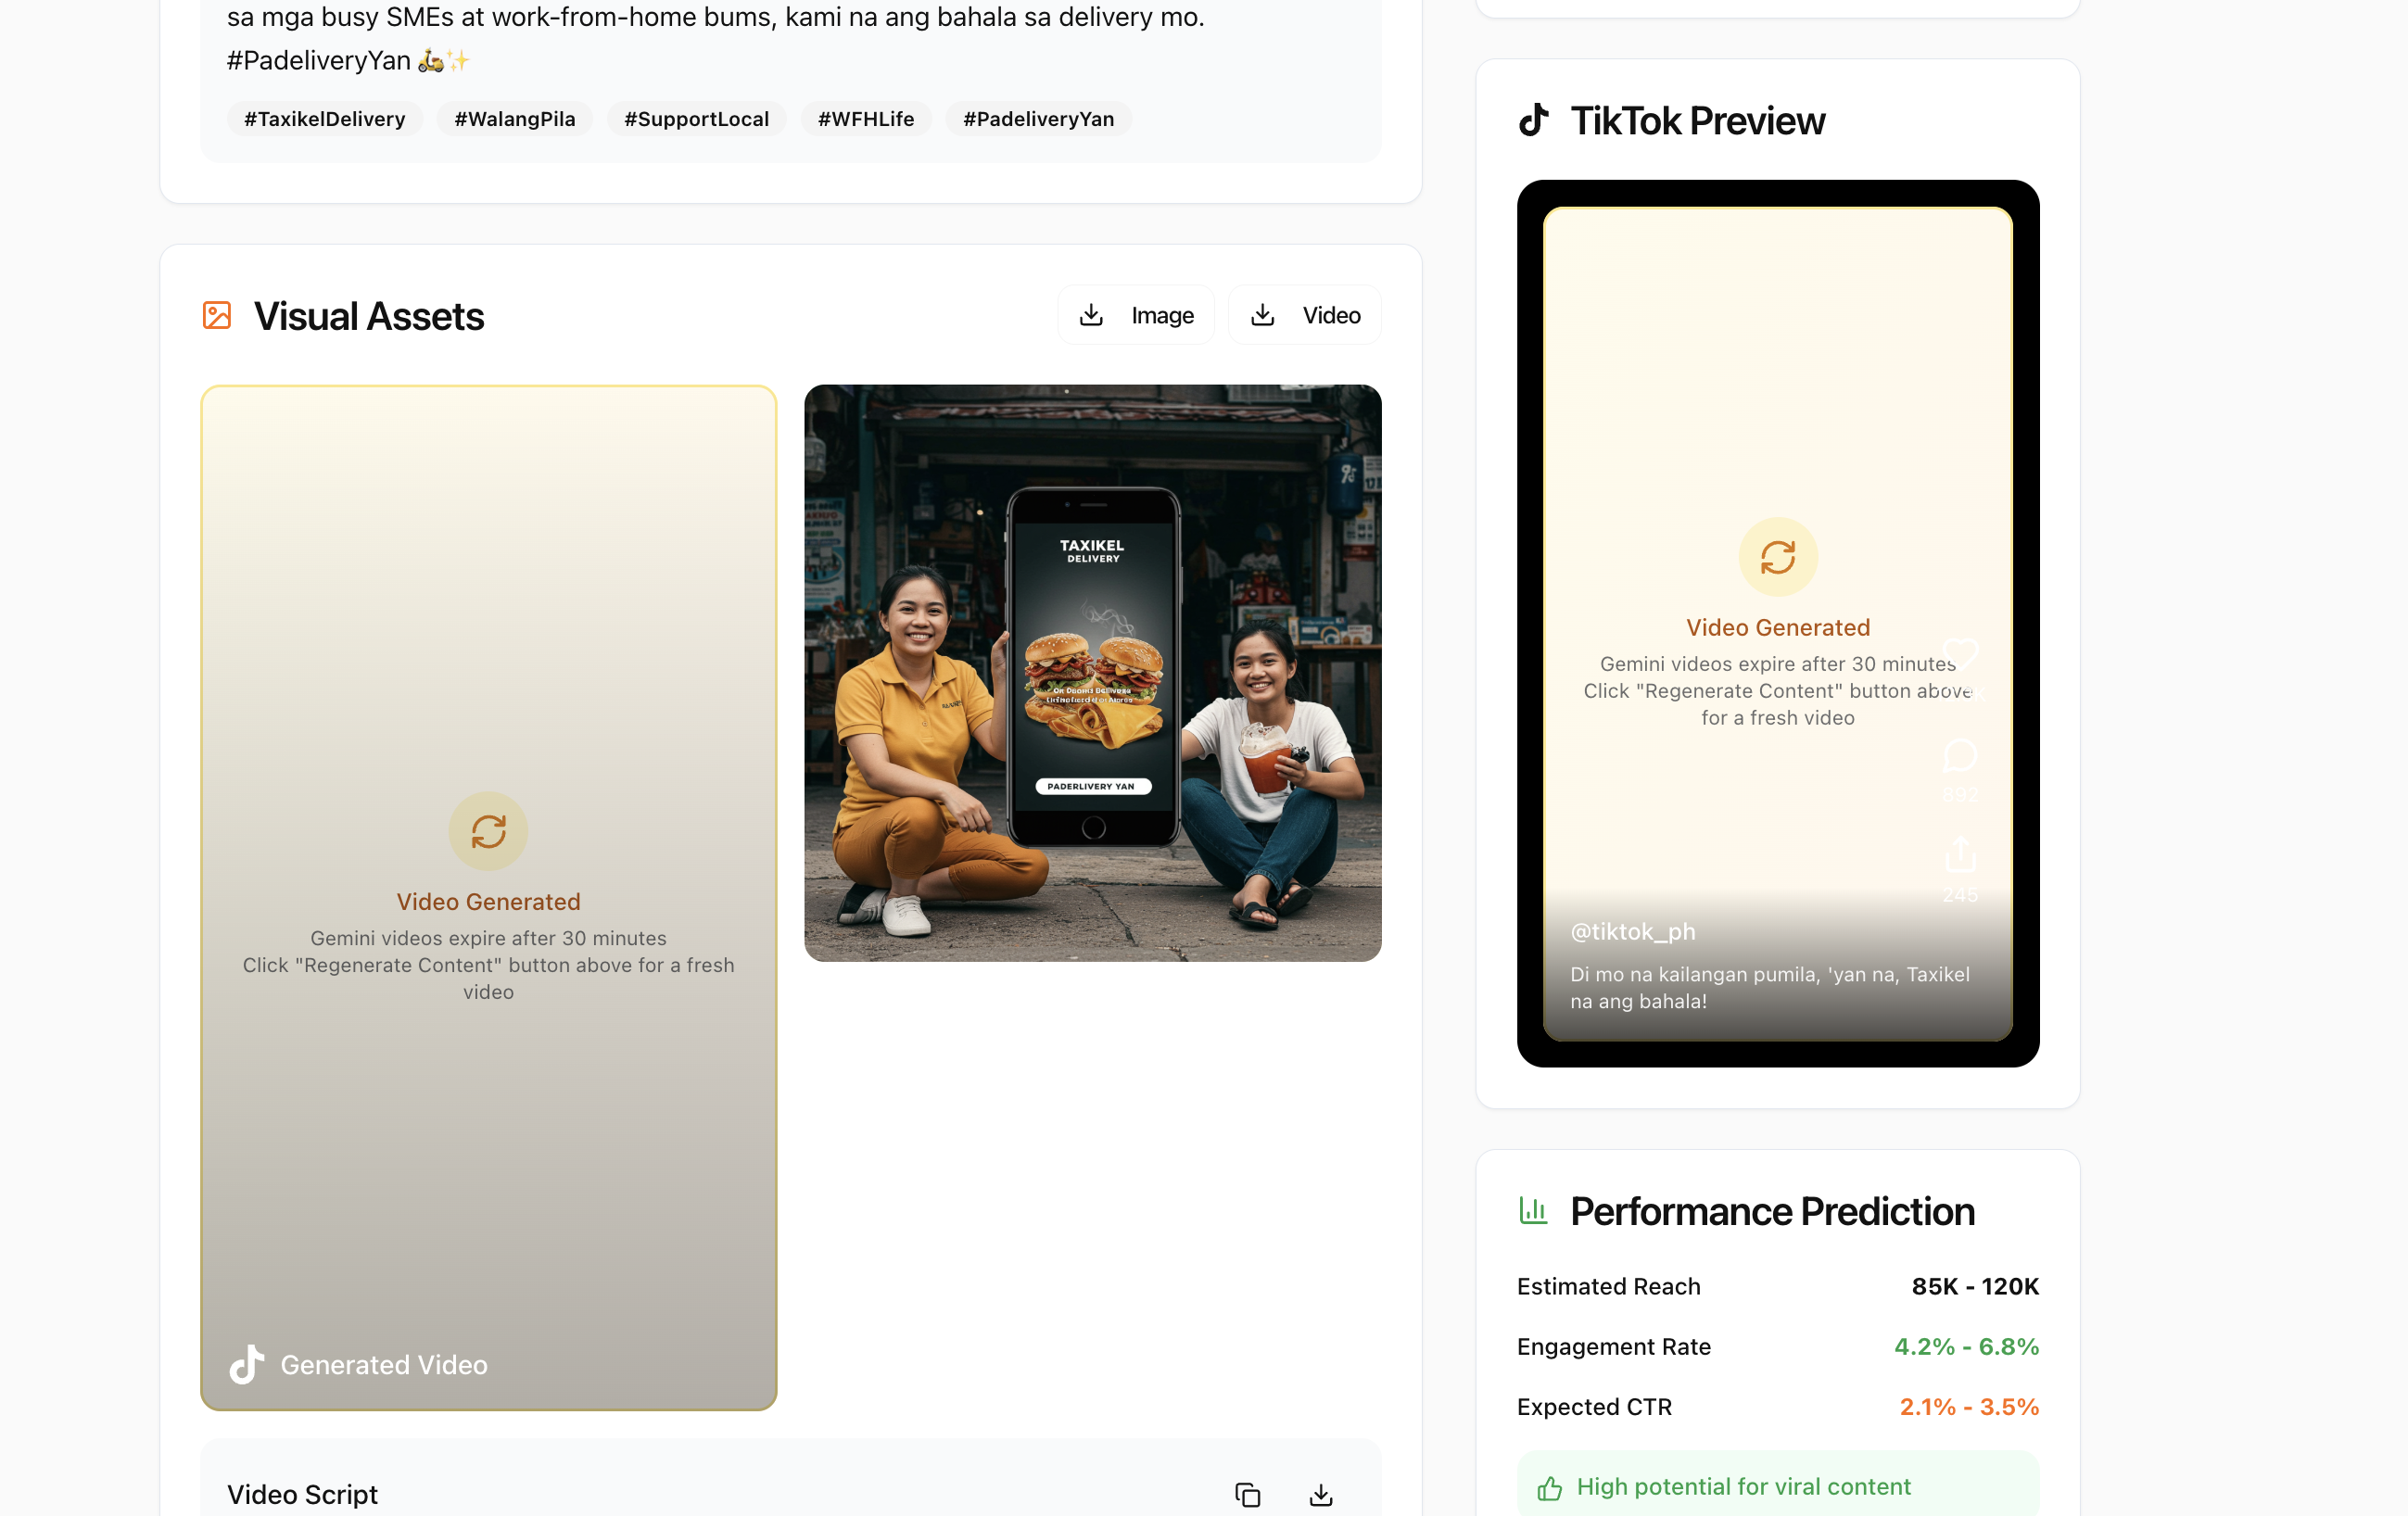 sa mga busy SMEs at work-from-home bums, kami na ang bahala sa delivery mo.
#PadeliveryYan 🛵✨
#TaxikelDelivery #WalangPila #SupportLocal #WFHLife #PadeliveryYan
Visual Assets
Image
Video
Video Generated
Gemini videos expire after 30 minutes
Click "Regenerate Content" button above for a fresh
video
Generated Video
TAXIKEL
DELIVERY
PADERLIVERY YAN
Video Script
TikTok Preview
Video Generated
Gemini videos expire after 30 minutes
Click "Regenerate Content" button above
for a fresh video
892
245
@tiktok_ph
Di mo na kailangan pumila, 'yan na, Taxikel
na ang bahala!
Performance Prediction
Estimated Reach 85K - 120K
Engagement Rate 4.2% - 6.8%
Expected CTR 2.1% - 3.5%
High potential for viral content